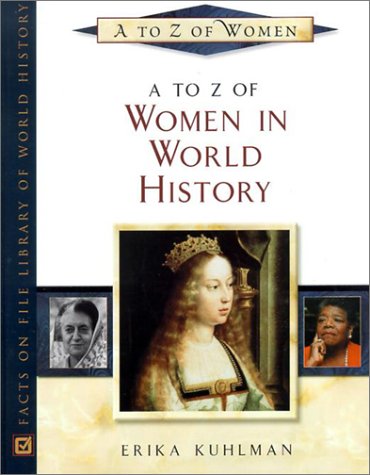 A TO Z OF WOMEN
A TO Z OF
WOMEN IN
WORLD
HISTORY
ERIKA KUHLMAN
FACTS ON FILE LIBRARY OF WORLD HISTORY